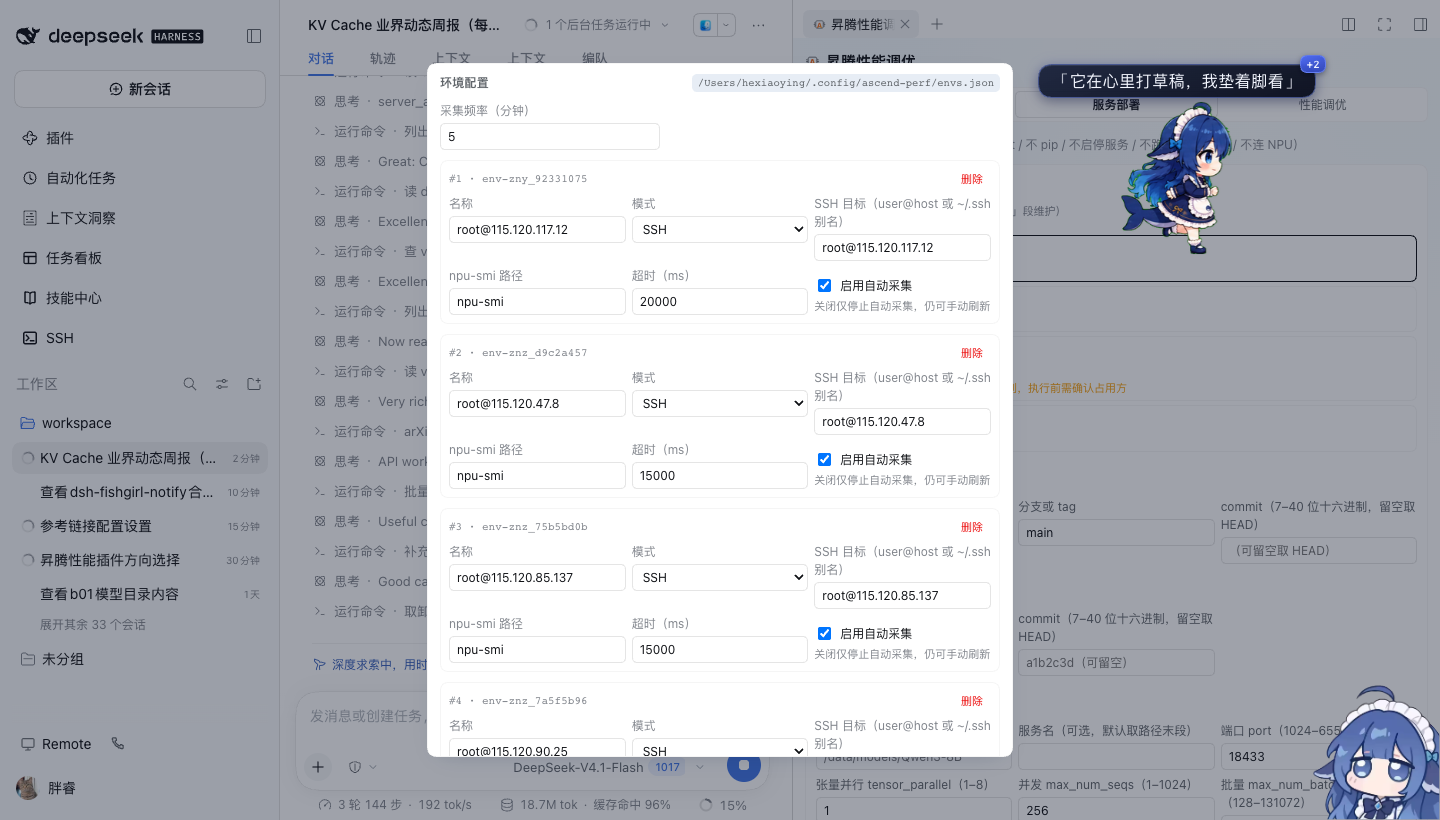 deepseek HARNESS
新会话
插件
自动化任务
上下文洞察
任务看板
技能中心
SSH
工作区
workspace
KV Cache 业界动态周报（... 2分钟
查看dsh-fishgirl-notify合... 10分钟
参考链接配置设置 15分钟
昇腾性能插件方向选择 30分钟
查看b01模型目录内容 1天
展开其余 33 个会话
未分组
Remote
胖睿
KV Cache 业界动态周报（每...
1 个后台任务运行中
对话 轨迹 上下文 上下文 编队
思考 · server_a
运行命令 · 列出
思考 · Great: C
运行命令 · 读 d
思考 · Excellen
运行命令 · 查 v
思考 · Excellen
运行命令 · 列出
思考 · Now rea
运行命令 · 读 v
思考 · Very rich
运行命令 · arXi
思考 · API work
运行命令 · 批量
思考 · Useful c
运行命令 · 补充
思考 · Good ca
运行命令 · 取卸
深度求索中，用时
发消息或创建任务，
DeepSeek-V4.1-Flash 1017
3 轮 144 步 · 192 tok/s
18.7M tok · 缓存命中 96%
15%
环境配置
/Users/hexiaoying/.config/ascend-perf/envs.json
采集频率（分钟）
5
#1 · env-zny_92331075 删除
名称 模式 SSH 目标（user@host 或 ~/.ssh
别名）
root@115.120.117.12 SSH root@115.120.117.12
npu-smi 路径 超时（ms） 启用自动采集
npu-smi 20000 关闭仅停止自动采集，仍可手动刷新
#2 · env-znz_d9c2a457 删除
名称 模式 SSH 目标（user@host 或 ~/.ssh
别名）
root@115.120.47.8 SSH root@115.120.47.8
npu-smi 路径 超时（ms） 启用自动采集
npu-smi 15000 关闭仅停止自动采集，仍可手动刷新
#3 · env-znz_75b5bd0b 删除
名称 模式 SSH 目标（user@host 或 ~/.ssh
别名）
root@115.120.85.137 SSH root@115.120.85.137
npu-smi 路径 超时（ms） 启用自动采集
npu-smi 15000 关闭仅停止自动采集，仍可手动刷新
#4 · env-znz_7a5f5b96 删除
名称 模式 SSH 目标（user@host 或 ~/.ssh
别名）
root@115.120.90.25 SSH
昇腾性能调
昇腾性能调优
「它在心里打草稿，我垫着脚看」 +2
服务部署 性能调优
/ 不 pip / 不启停服务 / 不 / 不连 NPU）
」段维护）
，执行前需确认占用方
分支或 tag commit（7–40 位十六进制，留空取
HEAD）
main （可留空取 HEAD）
commit（7–40 位十六进制，留空取
HEAD）
a1b2c3d（可留空）
服务名（可选，默认取路径末段） 端口 port（1024–655
/data/models/Qwen3-8B 18433
张量并行 tensor_parallel（1–8） 并发 max_num_seqs（1–1024） 批量 max_num_batc
（128–131072）
1 256